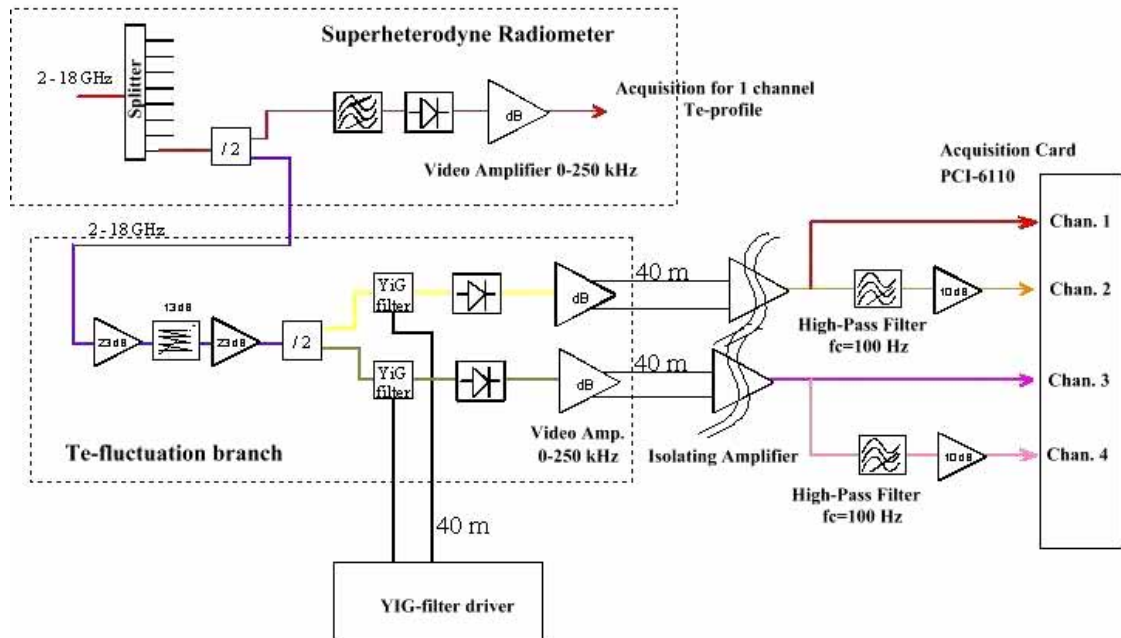 Superheterodyne Radiometer
2 - 18 GHz
Splitter
/ 2
dB
Acquisition for 1 channel
Te-profile
Video Amplifier 0-250 kHz
Acquisition Card
PCI-6110
2 - 18GHz
Chan. 1
40 m
YiG
filter
dB
13dB
10dB
Chan. 2
High-Pass Filter
fc=100 Hz
23dB
23dB
/ 2
YiG
filter
dB
40 m
Chan. 3
Te-fluctuation branch
Video Amp.
0-250 kHz
Isolating Amplifier
10dB
Chan. 4
High-Pass Filter
fc=100 Hz
40 m
YIG-filter driver